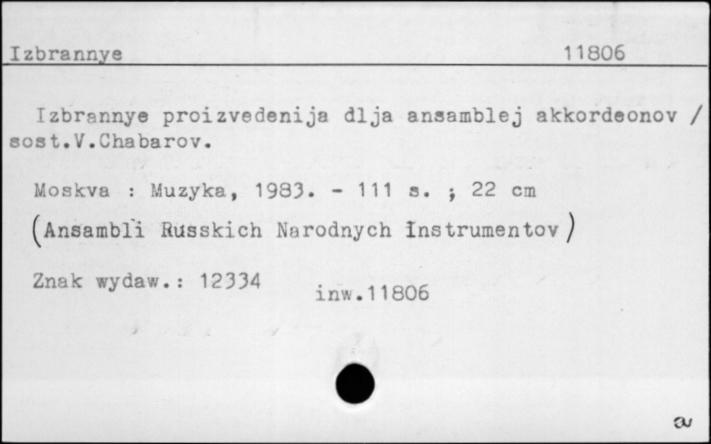 Izbrannye 11806
Izbrannye proizvedenija dlja ansamblej akkordeonov /
sost.V.Chabarov.
Moskva : Muzyka, 1983. - 111 s. ; 22 cm
(Ansambli Russkich Narodnych Instrumentov)
Znak wydaw.: 12334
inw.11806